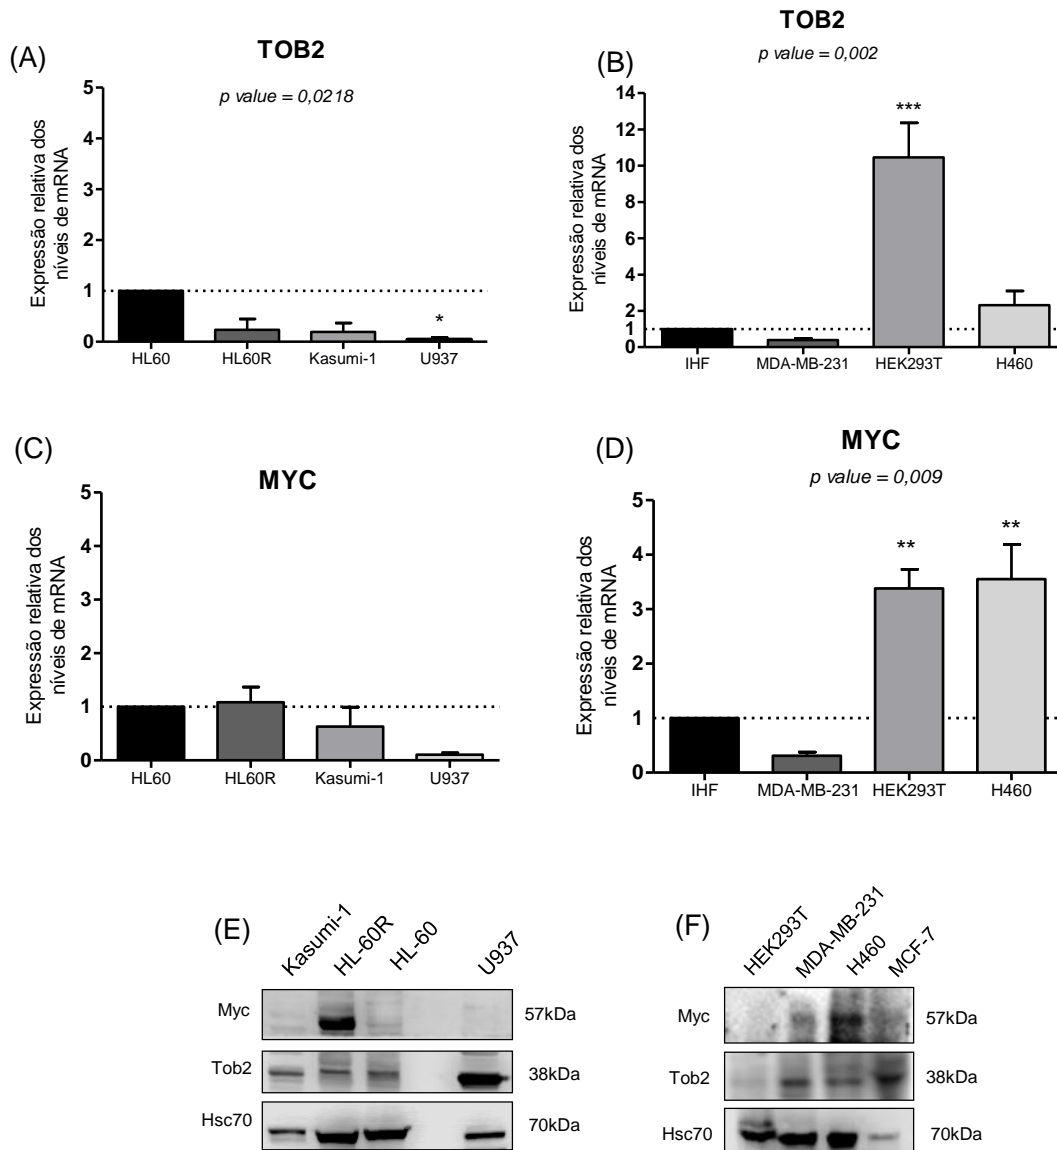 (A)
TOB2
p value = 0,0218
Expressão relativa dos
níveis de mRNA
5
4
3
2
1
0
*
HL60 HL60R Kasumi-1 U937
(B)
TOB2
p value = 0,002
Expressão relativa dos
níveis de mRNA
14
12
10
8
6
4
2
1
0
***
IHF MDA-MB-231 HEK293T H460
(C)
MYC
Expressão relativa dos
níveis de mRNA
5
4
3
2
1
0
HL60 HL60R Kasumi-1 U937
(D)
MYC
p value = 0,009
Expressão relativa dos
níveis de mRNA
5
4
3
2
1
0
**
**
IHF MDA-MB-231 HEK293T H460
(E)
Kasumi-1 HL-60R HL-60 U937
Myc 57kDa
Tob2 38kDa
Hsc70 70kDa
(F)
HEK293T MDA-MB-231 H460 MCF-7
Myc 57kDa
Tob2 38kDa
Hsc70 70kDa